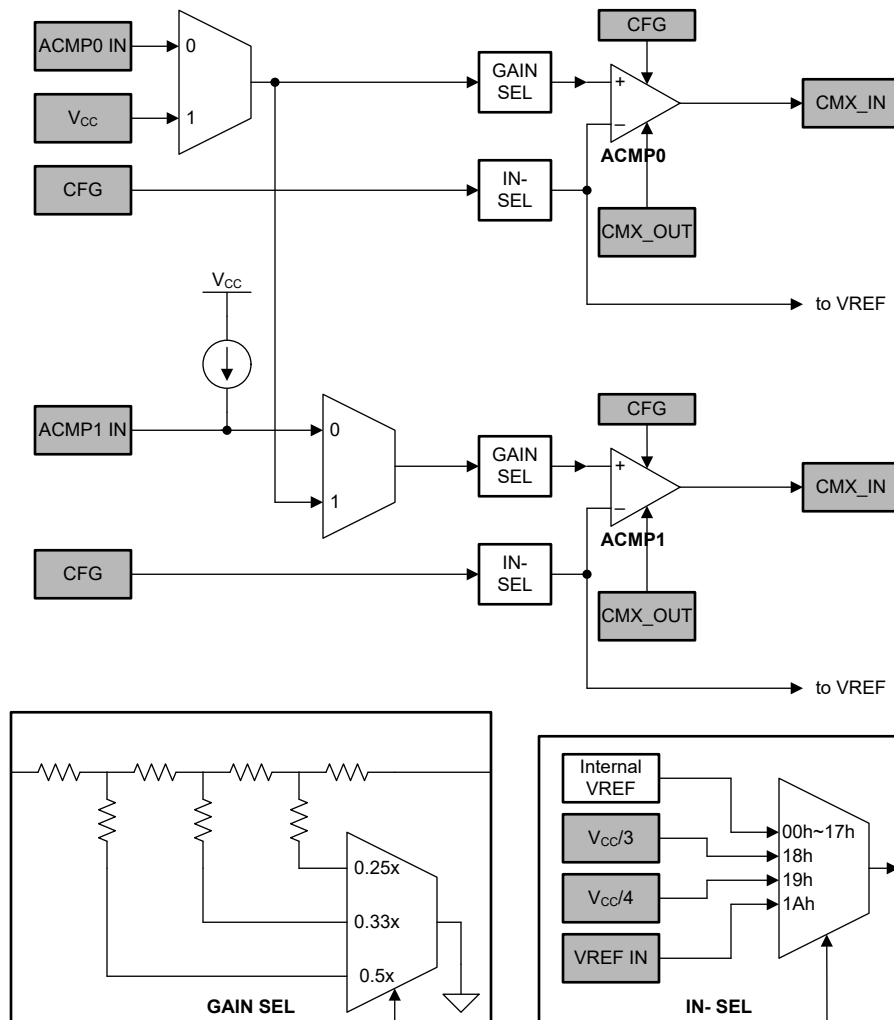 ACMP0 IN
0
VCC
1
CFG
GAIN
SEL
IN-
SEL
CFG
+
–
ACMP0
CMX_OUT
CMX_IN
to VREF
VCC
ACMP1 IN
0
1
CFG
GAIN
SEL
IN-
SEL
CFG
+
–
ACMP1
CMX_OUT
CMX_IN
to VREF
0.25x
0.33x
0.5x
GAIN SEL
Internal
VREF
VCC/3
VCC/4
VREF IN
00h~17h
18h
19h
1Ah
IN- SEL